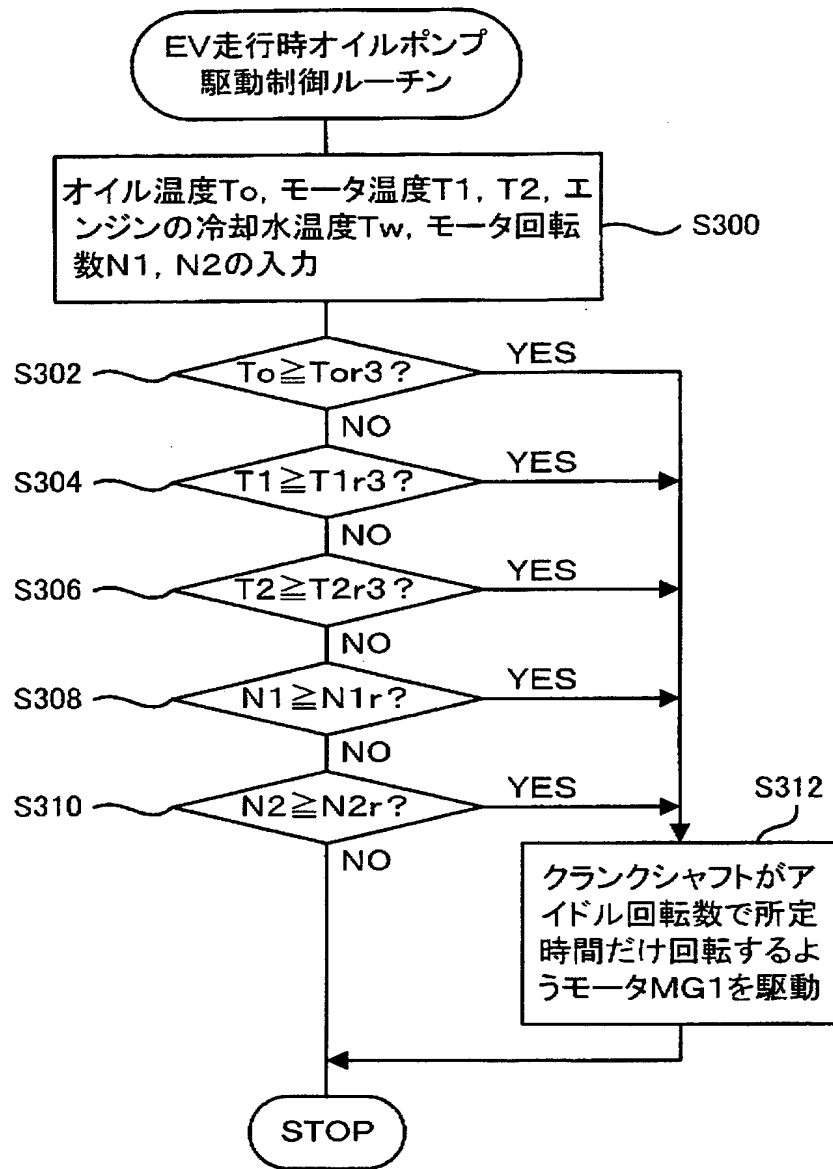 EV走行時オイルポンプ
駆動制御ルーチン
オイル温度To, モータ温度T1, T2, エ
ンジンの冷却水温度Tw, モータ回転
数N1, N2の入力
S300
S302
To≧Tor3?
YES
NO
S304
T1≧T1r3?
YES
NO
S306
T2≧T2r3?
YES
NO
S308
N1≧N1r?
YES
NO
S310
N2≧N2r?
YES
NO
S312
クランクシャフトがア
イドル回転数で所定
時間だけ回転するよ
うモータMG1を駆動
STOP